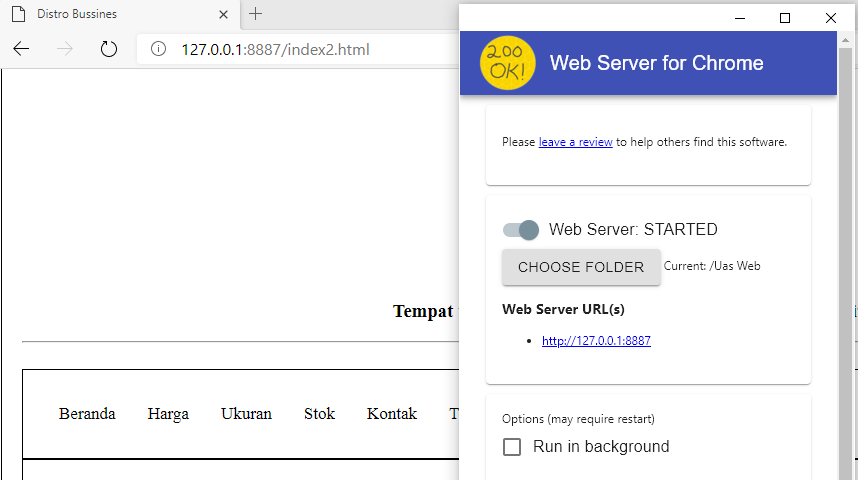 Distro Bussines
127.0.0.1:8887/index2.html
Tempat
Beranda Harga Ukuran Stok Kontak
200 OK!
Web Server for Chrome
Please leave a review to help others find this software.
Web Server: STARTED
CHOOSE FOLDER Current: /Uas Web
Web Server URL(s)
http://127.0.0.1:8887
Options (may require restart)
Run in background